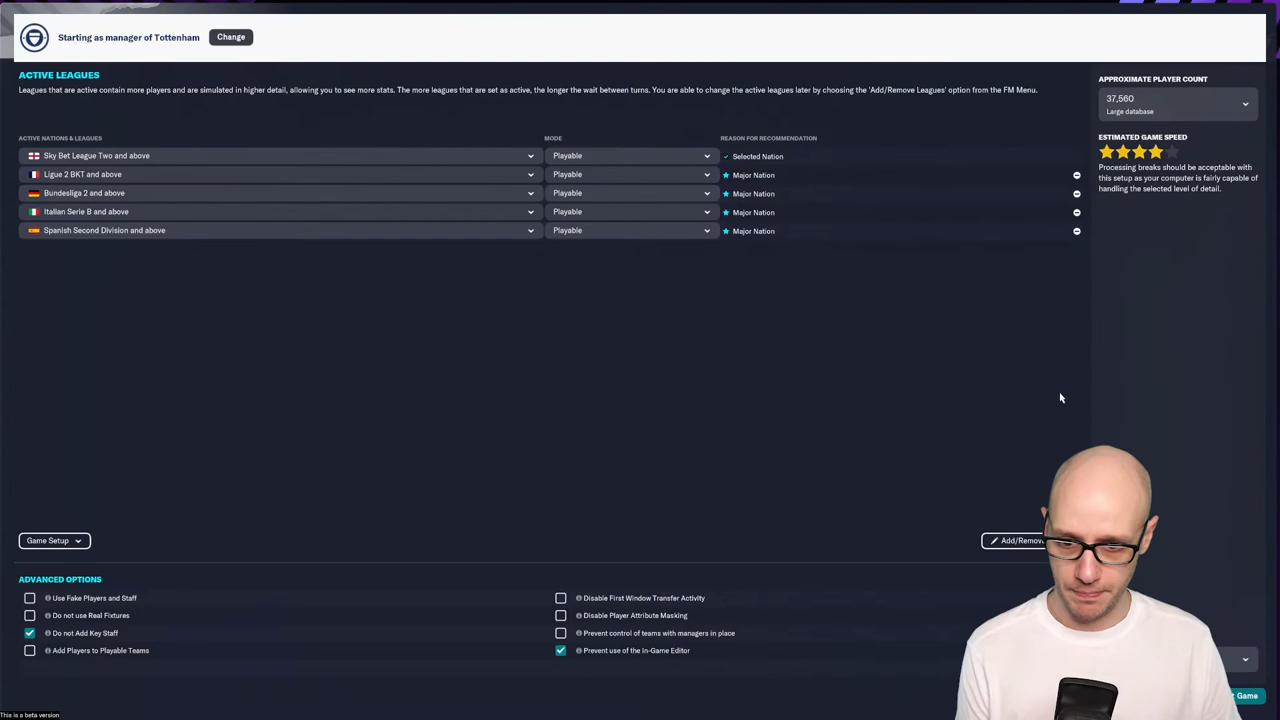 Starting as manager of Tottenham
Change
ACTIVE LEAGUES
Leagues that are active contain more players and are simulated in higher detail, allowing you to see more stats. The more leagues that are set as active, the longer the wait between turns. You are able to change the active leagues later by choosing the 'Add/Remove Leagues' option from the FM Menu.
ACTIVE NATIONS & LEAGUES MODE REASON FOR RECOMMENDATION
Sky Bet League Two and above Playable Selected Nation
Ligue 2 BKT and above Playable Major Nation
Bundesliga 2 and above Playable Major Nation
Italian Serie B and above Playable Major Nation
Spanish Second Division and above Playable Major Nation
APPROXIMATE PLAYER COUNT
37,560
Large database
ESTIMATED GAME SPEED
Processing breaks should be acceptable with
this setup as your computer is fairly capable of
handling the selected level of detail.
Game Setup
Add/Remove
ADVANCED OPTIONS
Use Fake Players and Staff
Do not use Real Fixtures
Do not Add Key Staff
Add Players to Playable Teams
Disable First Window Transfer Activity
Disable Player Attribute Masking
Prevent control of teams with managers in place
Prevent use of the In-Game Editor
Game
This is a beta version